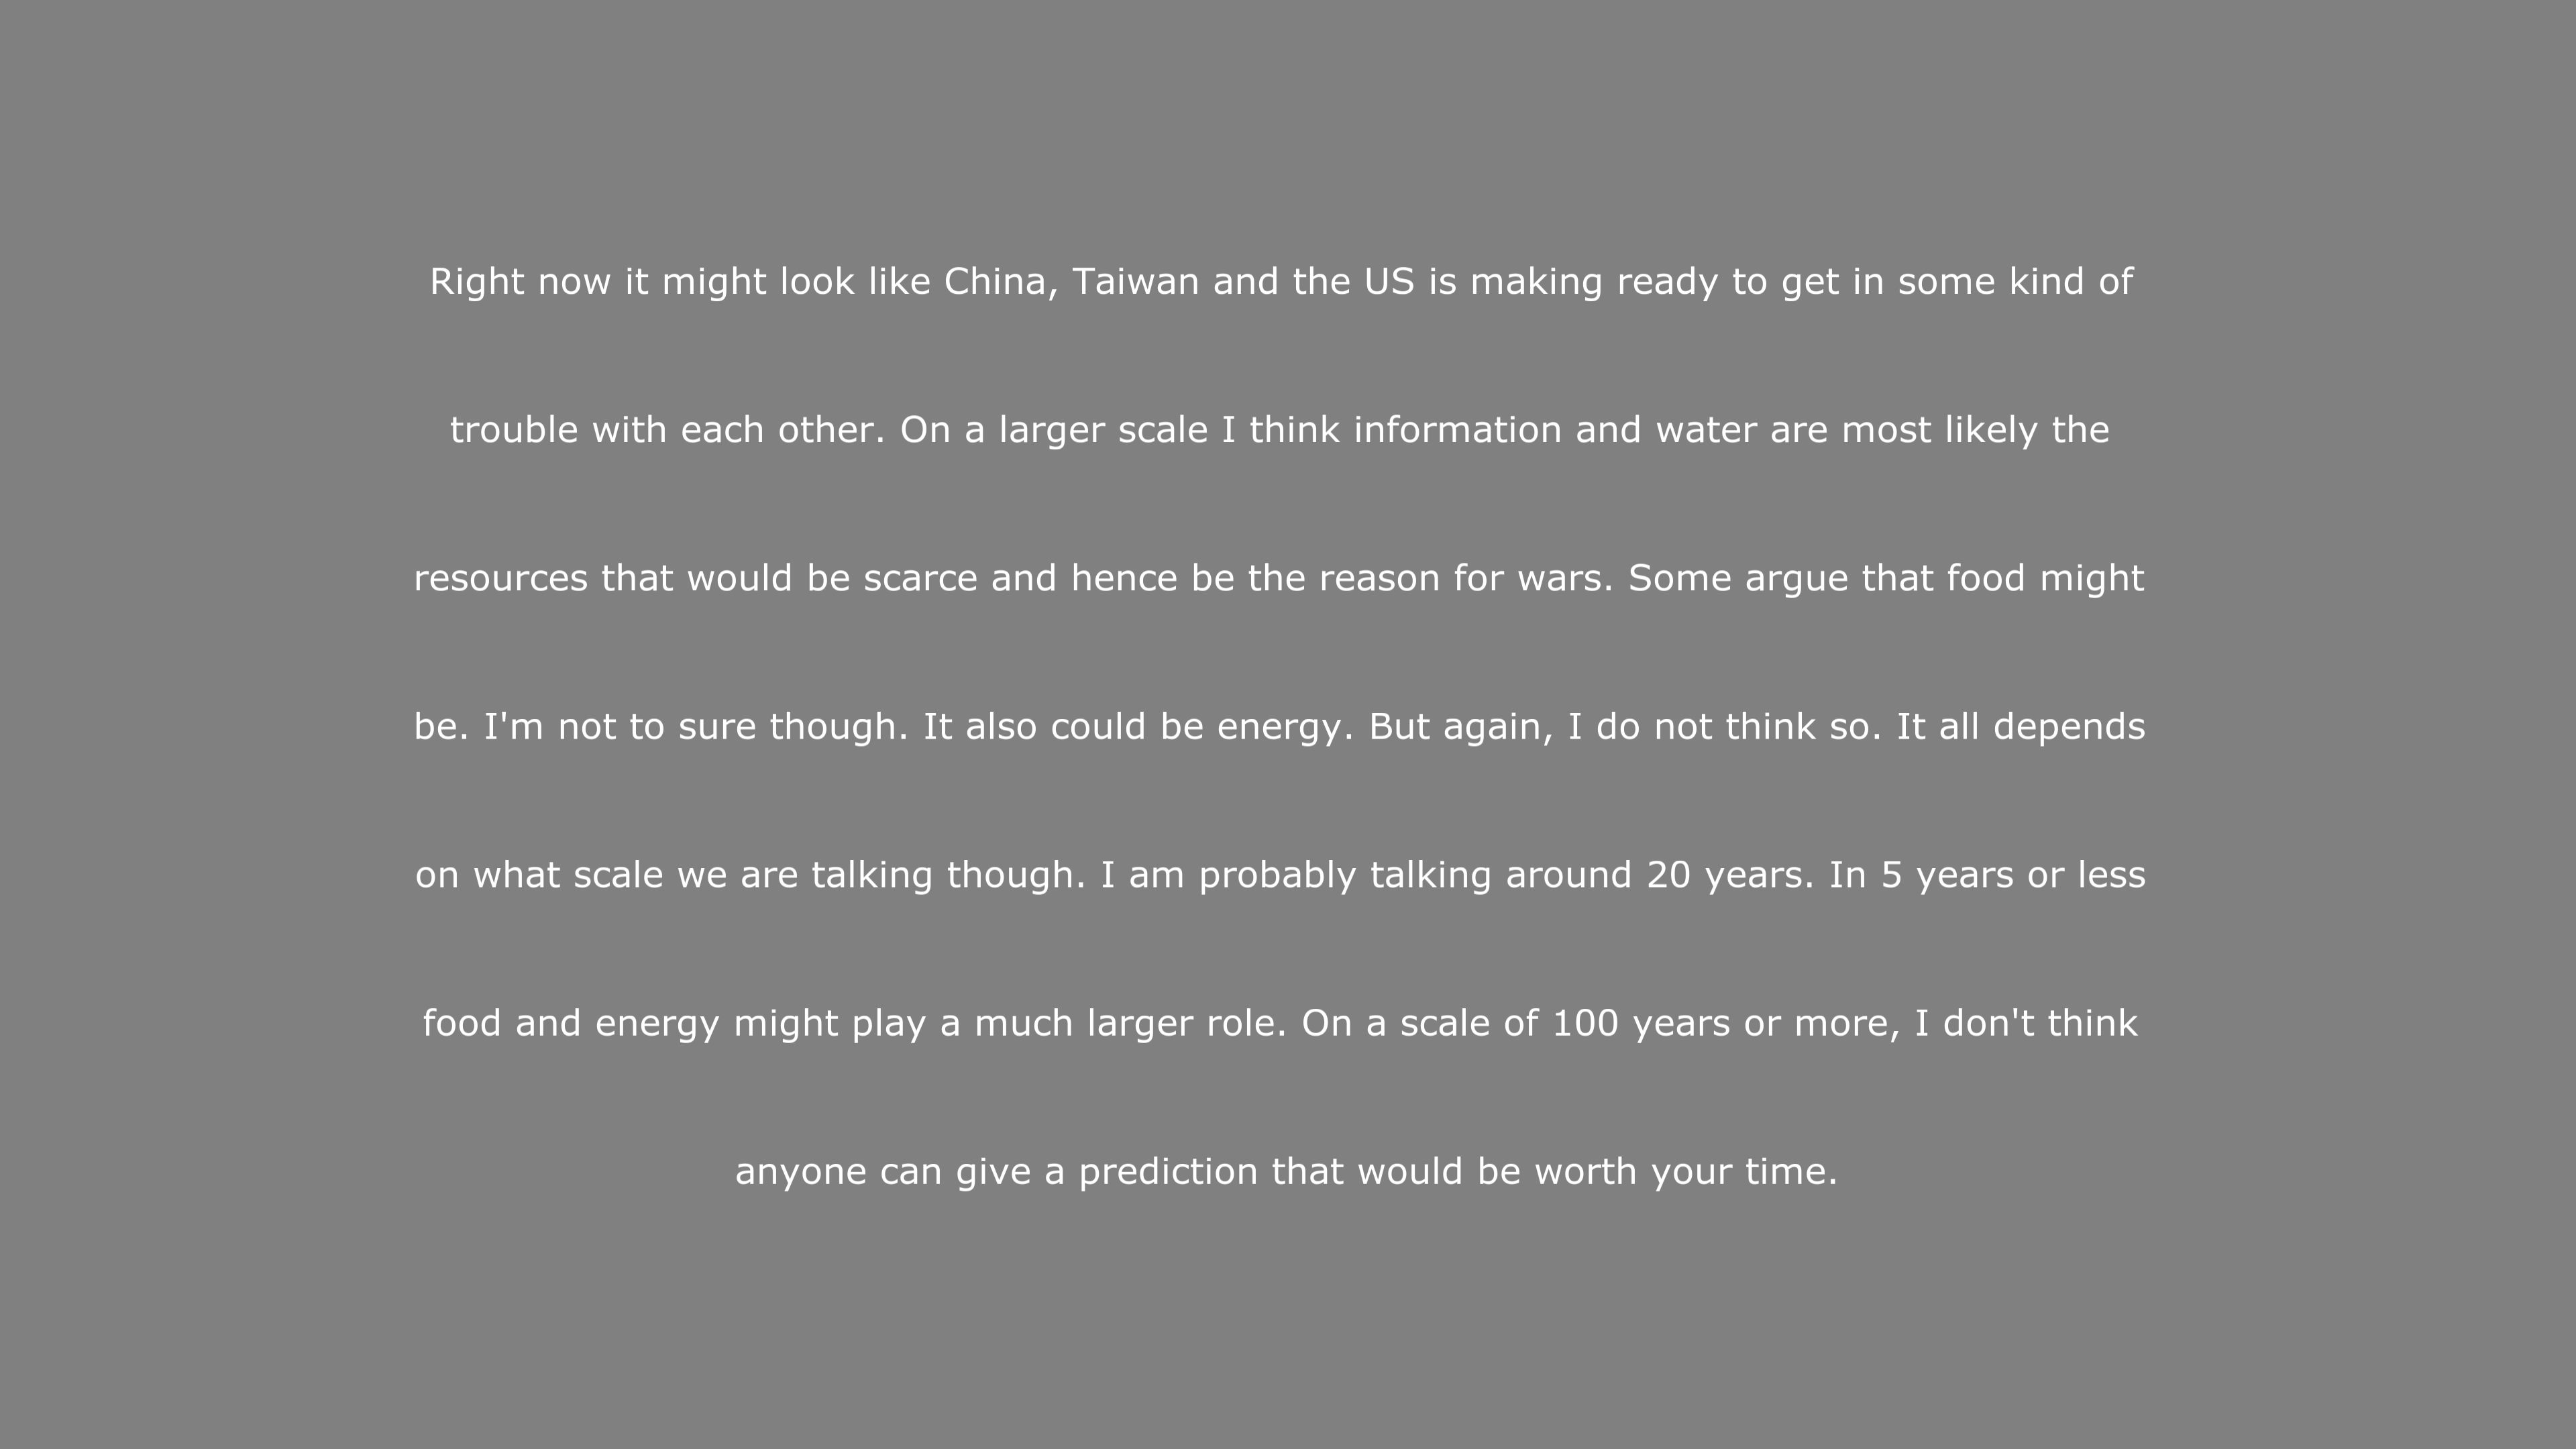 Right now it might look like China, Taiwan and the US is making ready to get in some kind of
trouble with each other. On a larger scale I think information and water are most likely the
resources that would be scarce and hence be the reason for wars. Some argue that food might
be. I'm not to sure though. It also could be energy. But again, I do not think so. It all depends
on what scale we are talking though. I am probably talking around 20 years. In 5 years or less
food and energy might play a much larger role. On a scale of 100 years or more, I don't think
anyone can give a prediction that would be worth your time.